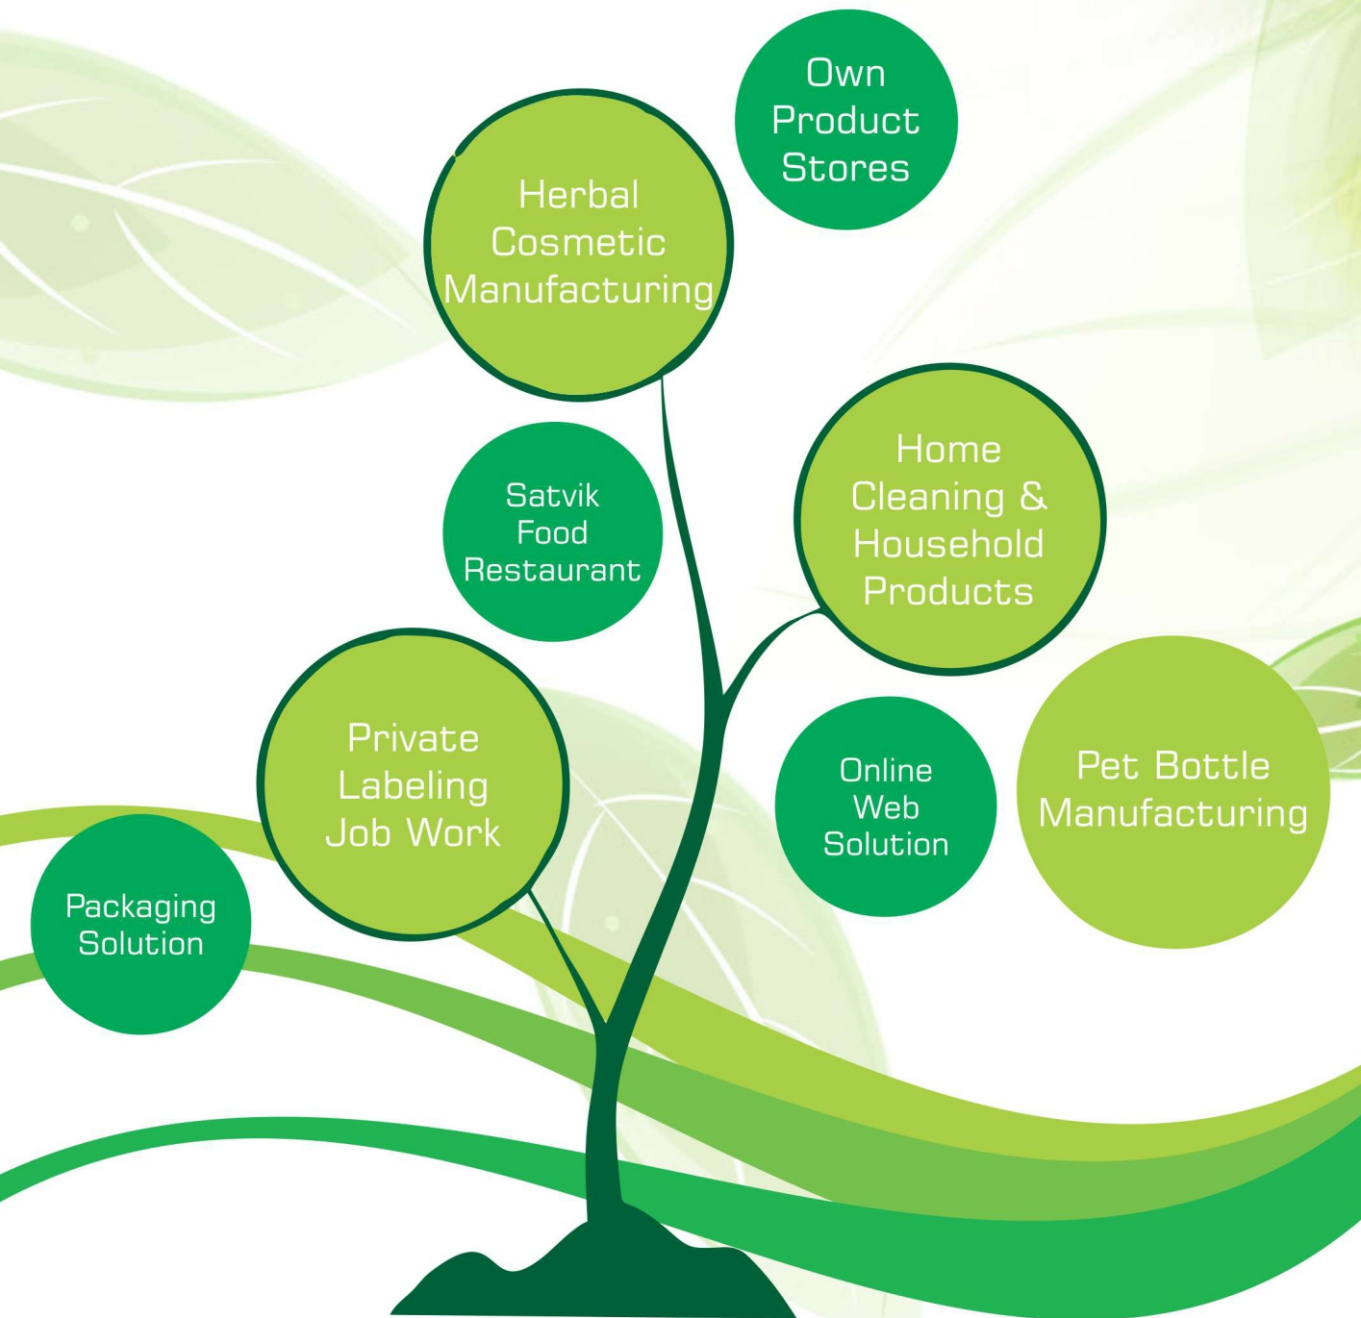 Own
Product
Stores
Herbal
Cosmetic
Manufacturing
Home
Cleaning &
Household
Products
Satvik
Food
Restaurant
Private
Labeling
Job Work
Online
Web
Solution
Pet Bottle
Manufacturing
Packaging
Solution